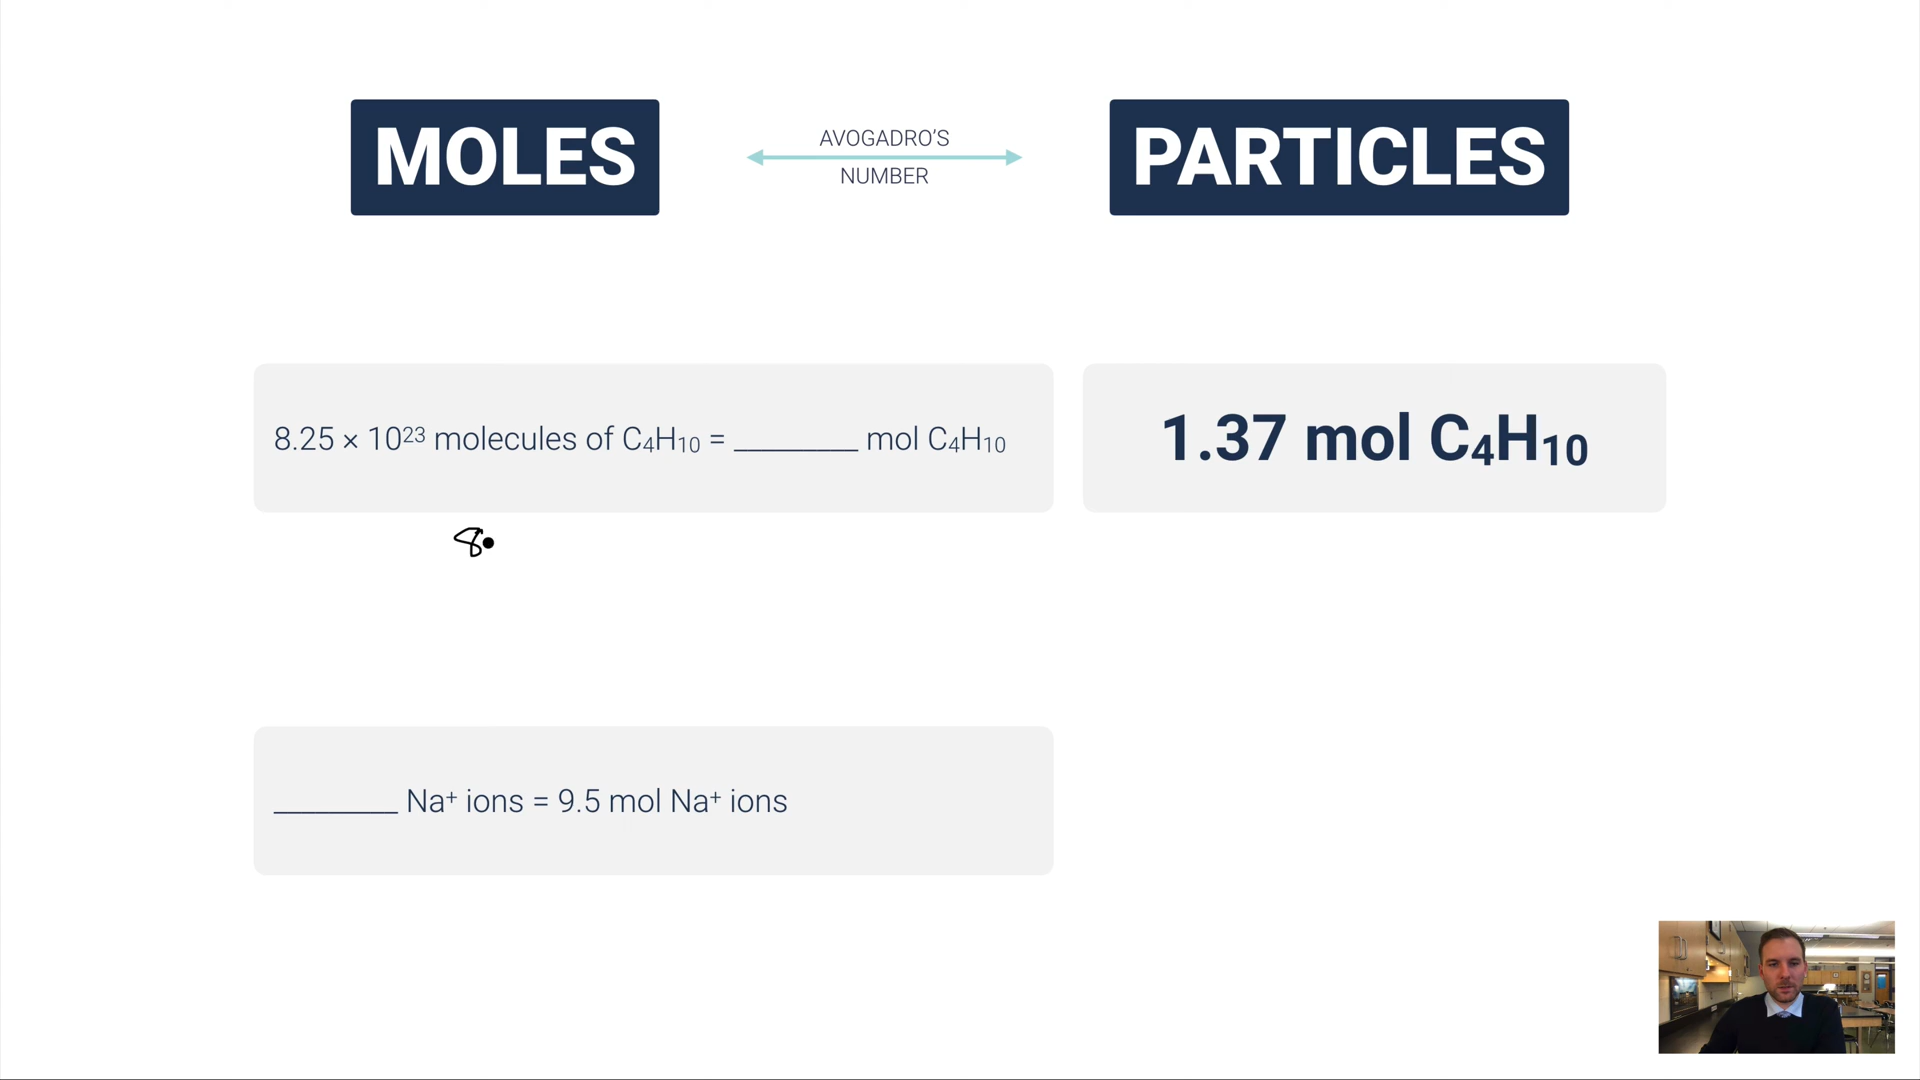 MOLES
AVOGADRO'S
NUMBER
PARTICLES
8.25 × 10²³ molecules of C₄H₁₀ = ________ mol C₄H₁₀
1.37 mol C₄H₁₀
8
________ Na⁺ ions = 9.5 mol Na⁺ ions